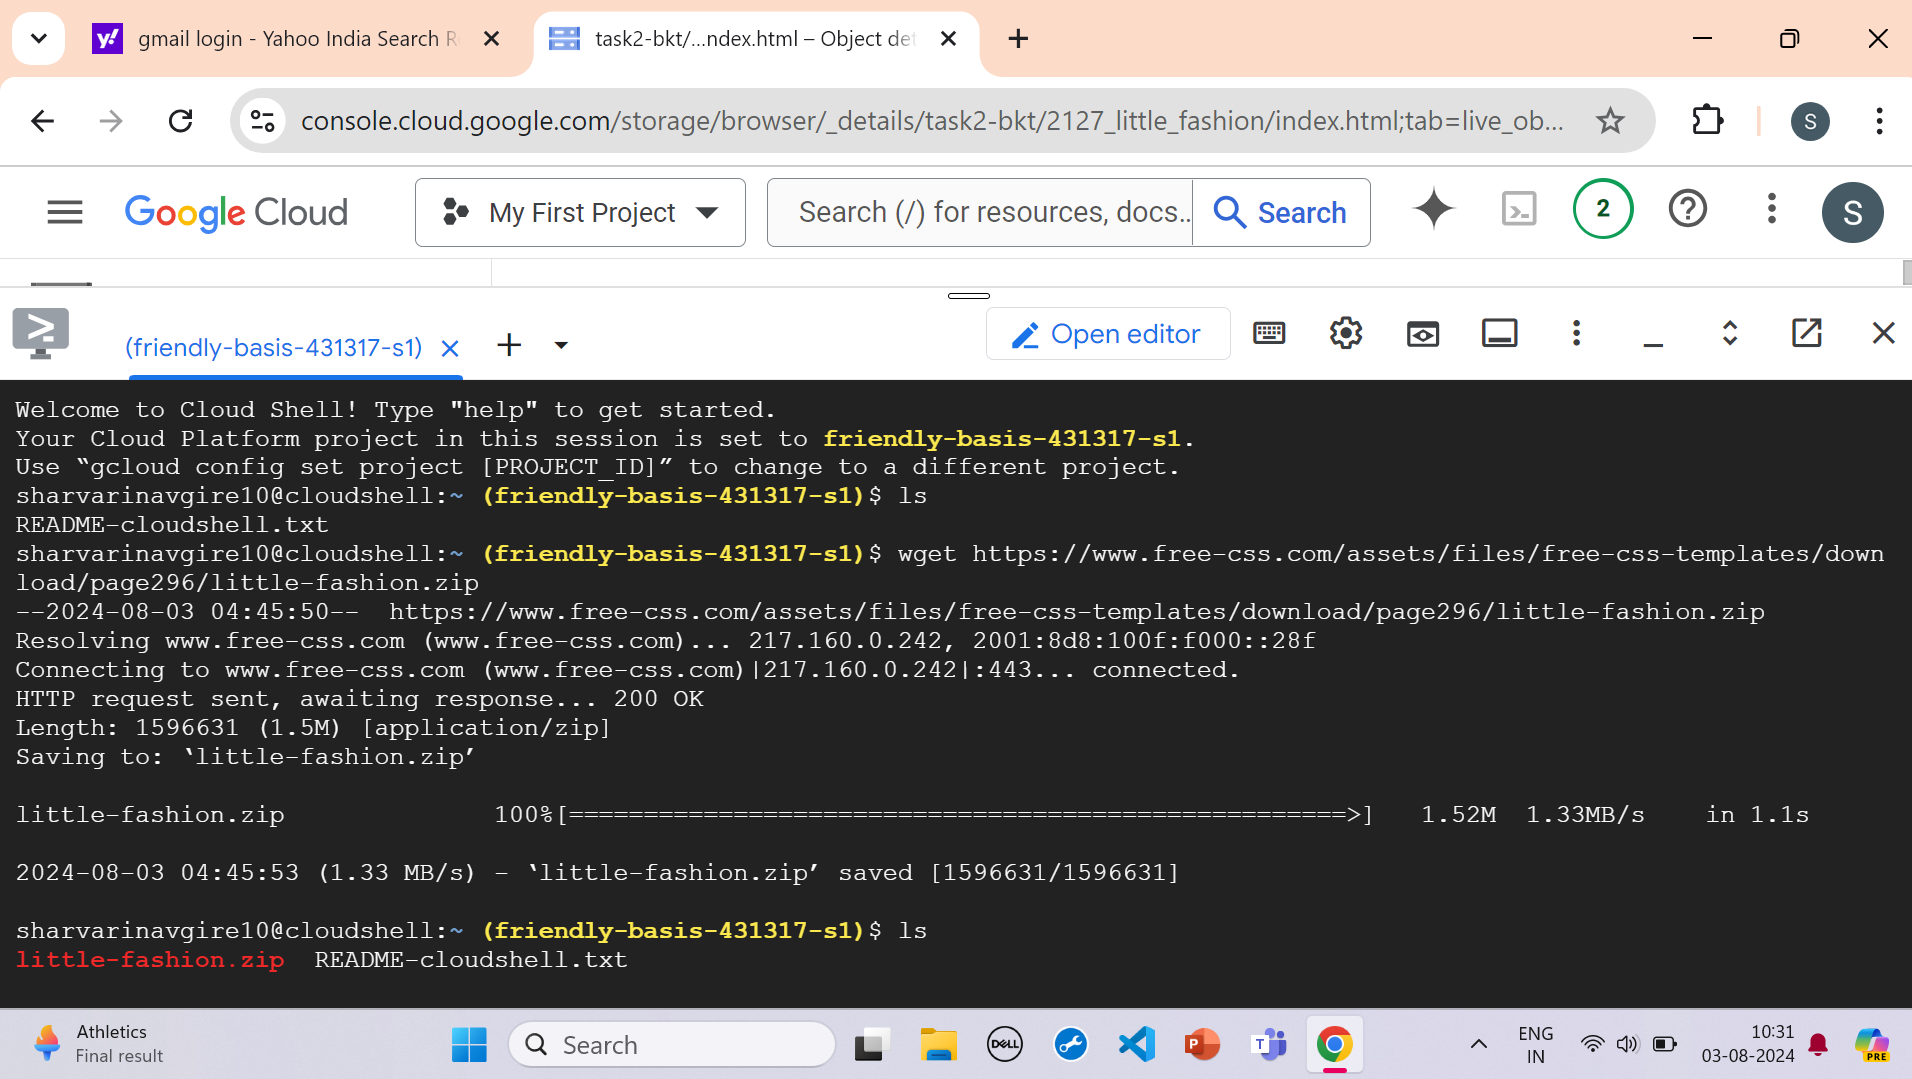 gmail login - Yahoo India Search R
task2-bkt/...ndex.html – Object det
console.cloud.google.com/storage/browser/_details/task2-bkt/2127_little_fashion/index.html;tab=live_ob...
S
Google Cloud
My First Project
Search (/) for resources, docs...
Search
2
S
(friendly-basis-431317-s1)
Open editor
Welcome to Cloud Shell! Type "help" to get started.
Your Cloud Platform project in this session is set to friendly-basis-431317-s1.
Use “gcloud config set project [PROJECT_ID]” to change to a different project.
sharvarinavgire10@cloudshell:~ (friendly-basis-431317-s1)$ ls
README-cloudshell.txt
sharvarinavgire10@cloudshell:~ (friendly-basis-431317-s1)$ wget https://www.free-css.com/assets/files/free-css-templates/down
load/page296/little-fashion.zip
--2024-08-03 04:45:50--  https://www.free-css.com/assets/files/free-css-templates/download/page296/little-fashion.zip
Resolving www.free-css.com (www.free-css.com)... 217.160.0.242, 2001:8d8:100f:f000::28f
Connecting to www.free-css.com (www.free-css.com)|217.160.0.242|:443... connected.
HTTP request sent, awaiting response... 200 OK
Length: 1596631 (1.5M) [application/zip]
Saving to: ‘little-fashion.zip’
little-fashion.zip 100%[====================================================>] 1.52M 1.33MB/s in 1.1s
2024-08-03 04:45:53 (1.33 MB/s) - ‘little-fashion.zip’ saved [1596631/1596631]
sharvarinavgire10@cloudshell:~ (friendly-basis-431317-s1)$ ls
little-fashion.zip  README-cloudshell.txt
Athletics
Final result
Search
DELL
P
T
ENG
IN
10:31
03-08-2024
PRE